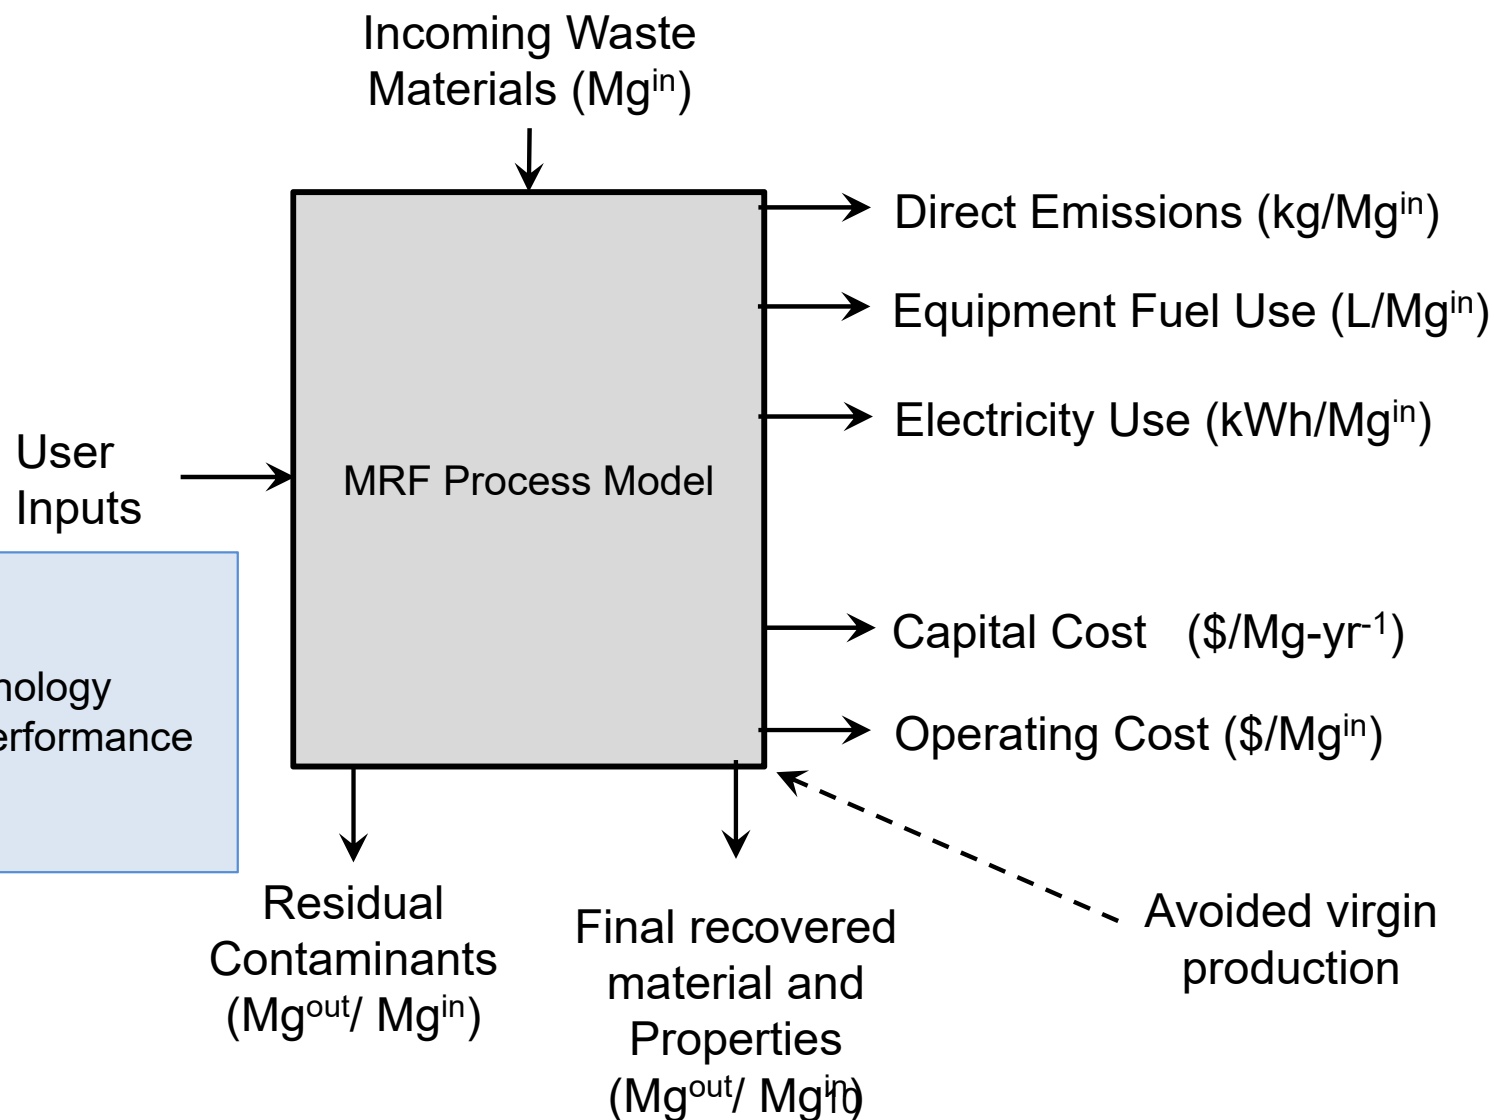 Incoming Waste
Materials (Mgⁱⁿ)
Direct Emissions (kg/Mgⁱⁿ)
Equipment Fuel Use (L/Mgⁱⁿ)
Electricity Use (kWh/Mgⁱⁿ)
User
Inputs
MRF Process Model
Capital Cost ($/Mg-yr⁻¹)
nology
erformance
Operating Cost ($/Mgⁱⁿ)
Residual
Contaminants
(Mgᵒᵘᵗ/ Mgⁱⁿ)
Final recovered
material and
Properties
(Mgᵒᵘᵗ/ Mgⁱⁿ)
10
Avoided virgin
production